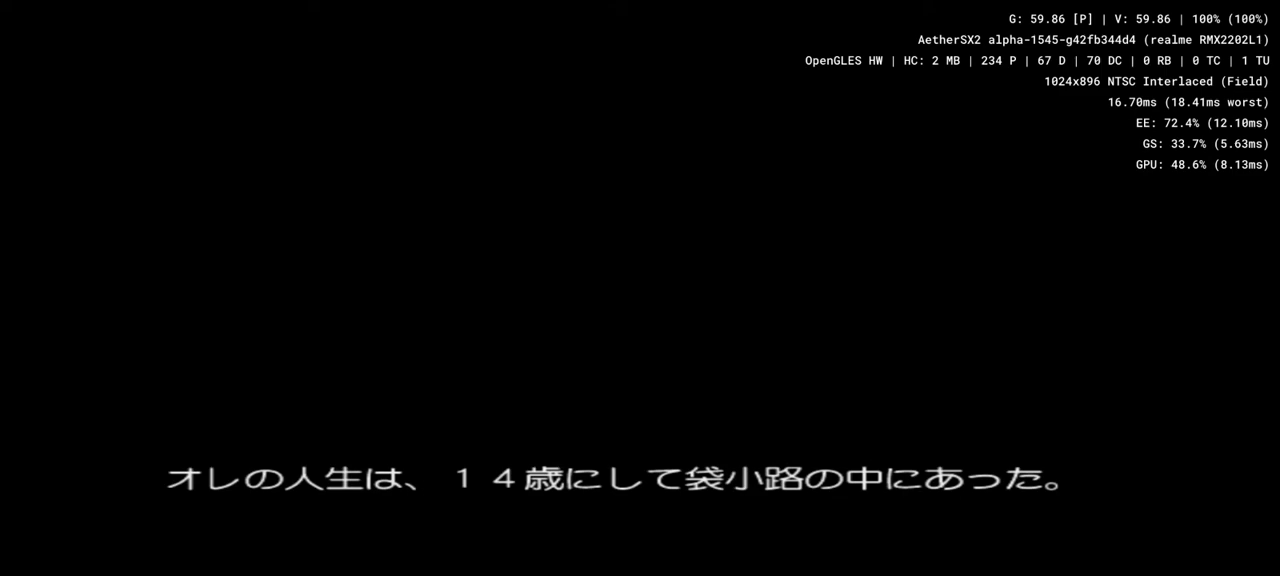 G: 59.86 [P] | V: 59.86 | 100% (100%)
AetherSX2 alpha-1545-g42fb344d4 (realme RMX2202L1)
OpenGLES HW | HC: 2 MB | 234 P | 67 D | 70 DC | 0 RB | 0 TC | 1 TU
1024x896 NTSC Interlaced (Field)
16.70ms (18.41ms worst)
EE: 72.4% (12.10ms)
GS: 33.7% (5.63ms)
GPU: 48.6% (8.13ms)
オレの人生は、１４歳にして袋小路の中にあった。